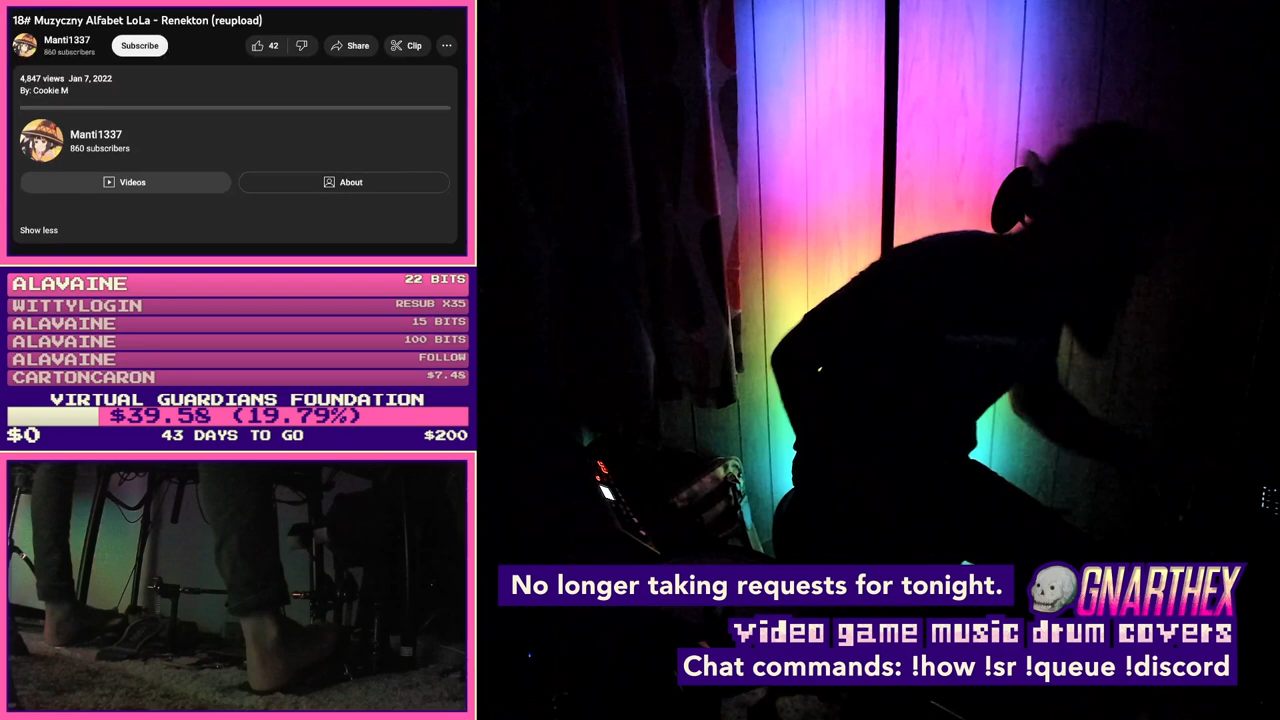 18# Muzyczny Alfabet LoLa - Renekton (reupload)
Manti1337
860 subscribers
Subscribe
42
Share
Clip
4,847 views Jan 7, 2022
By: Cookie M
Manti1337
860 subscribers
Videos
About
Show less
ALAVAINE 22 BITS
WITTYLOGIN RESUB X35
ALAVAINE 15 BITS
ALAVAINE 100 BITS
ALAVAINE FOLLOW
CARTONCARON $7.48
VIRTUAL GUARDIANS FOUNDATION
$39.58 (19.79%)
$0 43 DAYS TO GO $200
No longer taking requests for tonight.
GNARTHEX
video game music drum covers
Chat commands: !how !sr !queue !discord